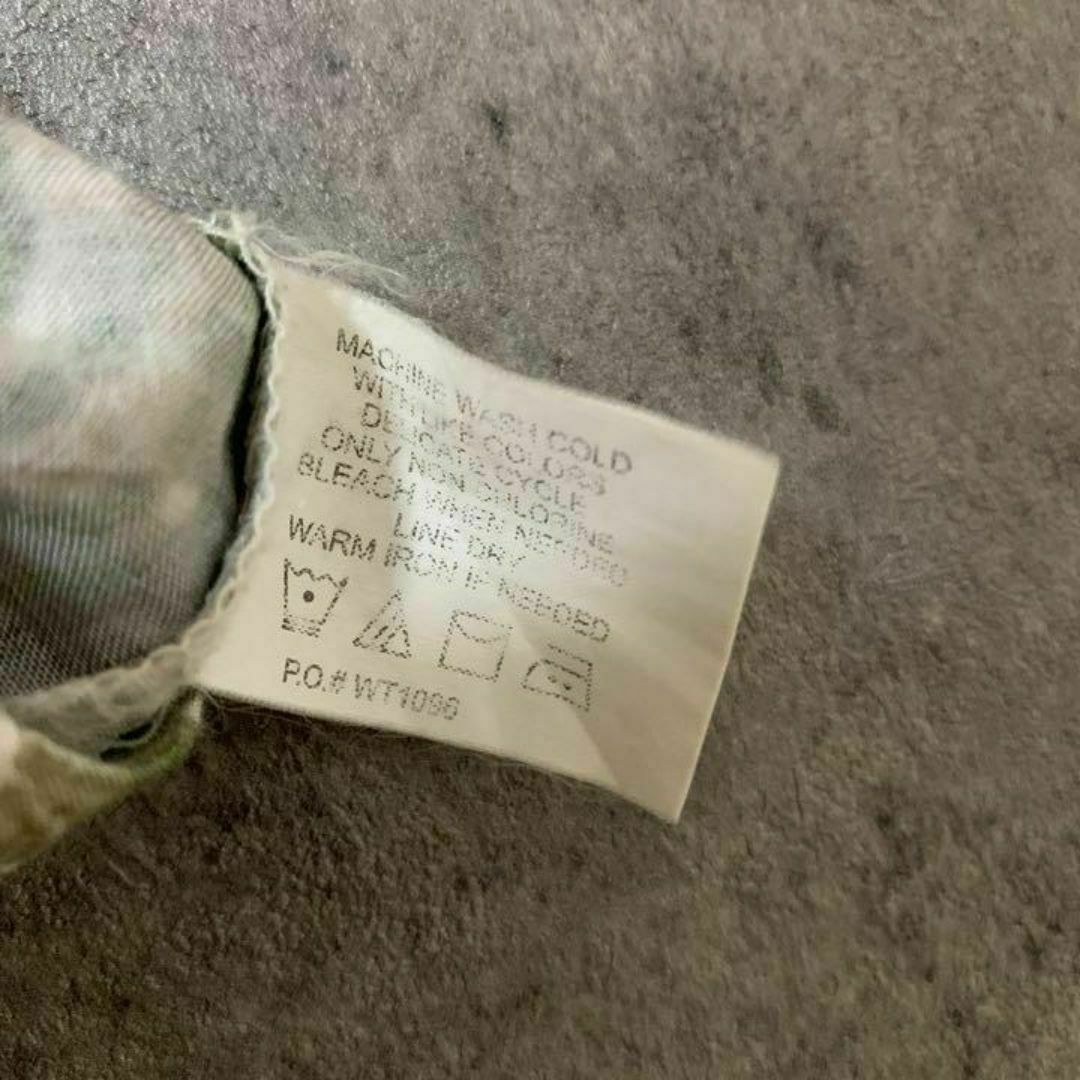 MACHINE WASH COLD
WITH LIKE COLORS
DELICATE CYCLE
ONLY NON CHLORINE
BLEACH WHEN NEEDED
LINE DRY
WARM IRON IF NEEDED
P.O.# WT1096